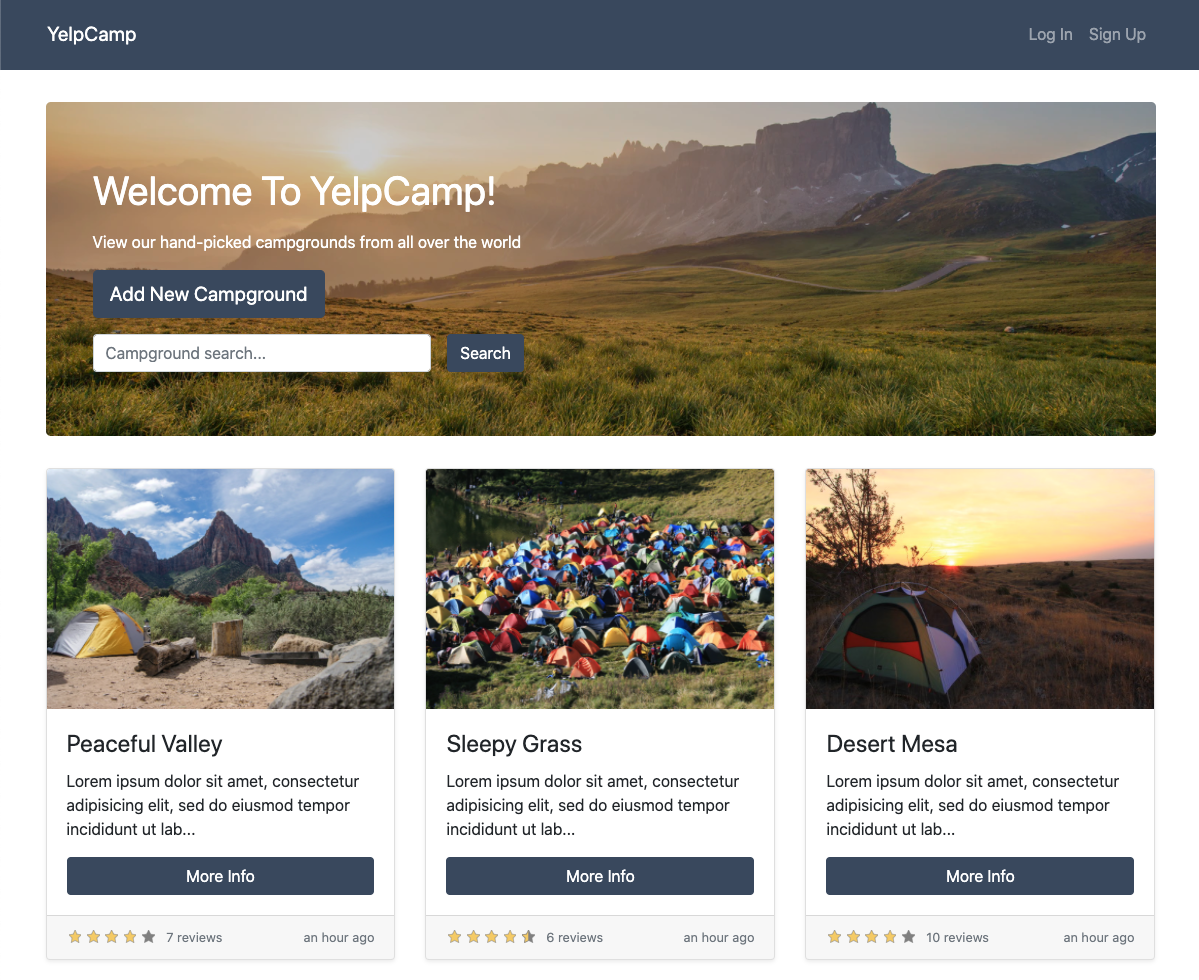 YelpCamp
Log In Sign Up
Welcome To YelpCamp!
View our hand-picked campgrounds from all over the world
Add New Campground
Campground search...
Search
Peaceful Valley
Lorem ipsum dolor sit amet, consectetur
adipisicing elit, sed do eiusmod tempor
incididunt ut lab...
More Info
7 reviews
an hour ago
Sleepy Grass
Lorem ipsum dolor sit amet, consectetur
adipisicing elit, sed do eiusmod tempor
incididunt ut lab...
More Info
6 reviews
an hour ago
Desert Mesa
Lorem ipsum dolor sit amet, consectetur
adipisicing elit, sed do eiusmod tempor
incididunt ut lab...
More Info
10 reviews
an hour ago